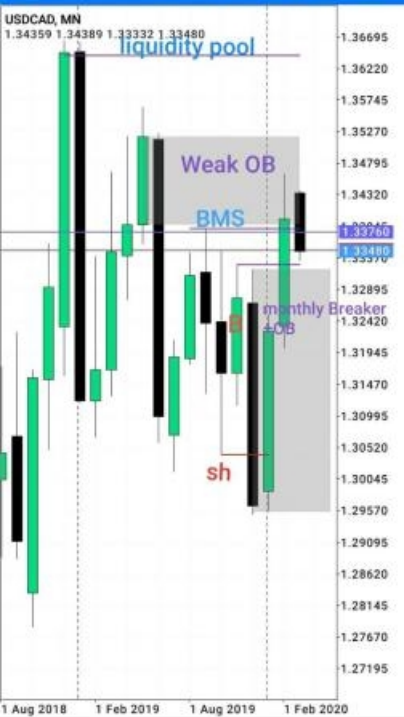 USDCAD, MN
1.34359 1.34389 1.33332 1.33480
liquidity pool
1.36695
1.36220
1.35745
1.35270
Weak OB
1.34795
1.34320
BMS
1.33760
1.33480
1.32895
monthly Breaker
+OB
B
1.32420
1.31945
1.31470
1.30995
1.30520
sh
1.30045
1.29570
1.29095
1.28620
1.28145
1.27670
1.27195
1 Aug 2018 1 Feb 2019 1 Aug 2019 1 Feb 2020